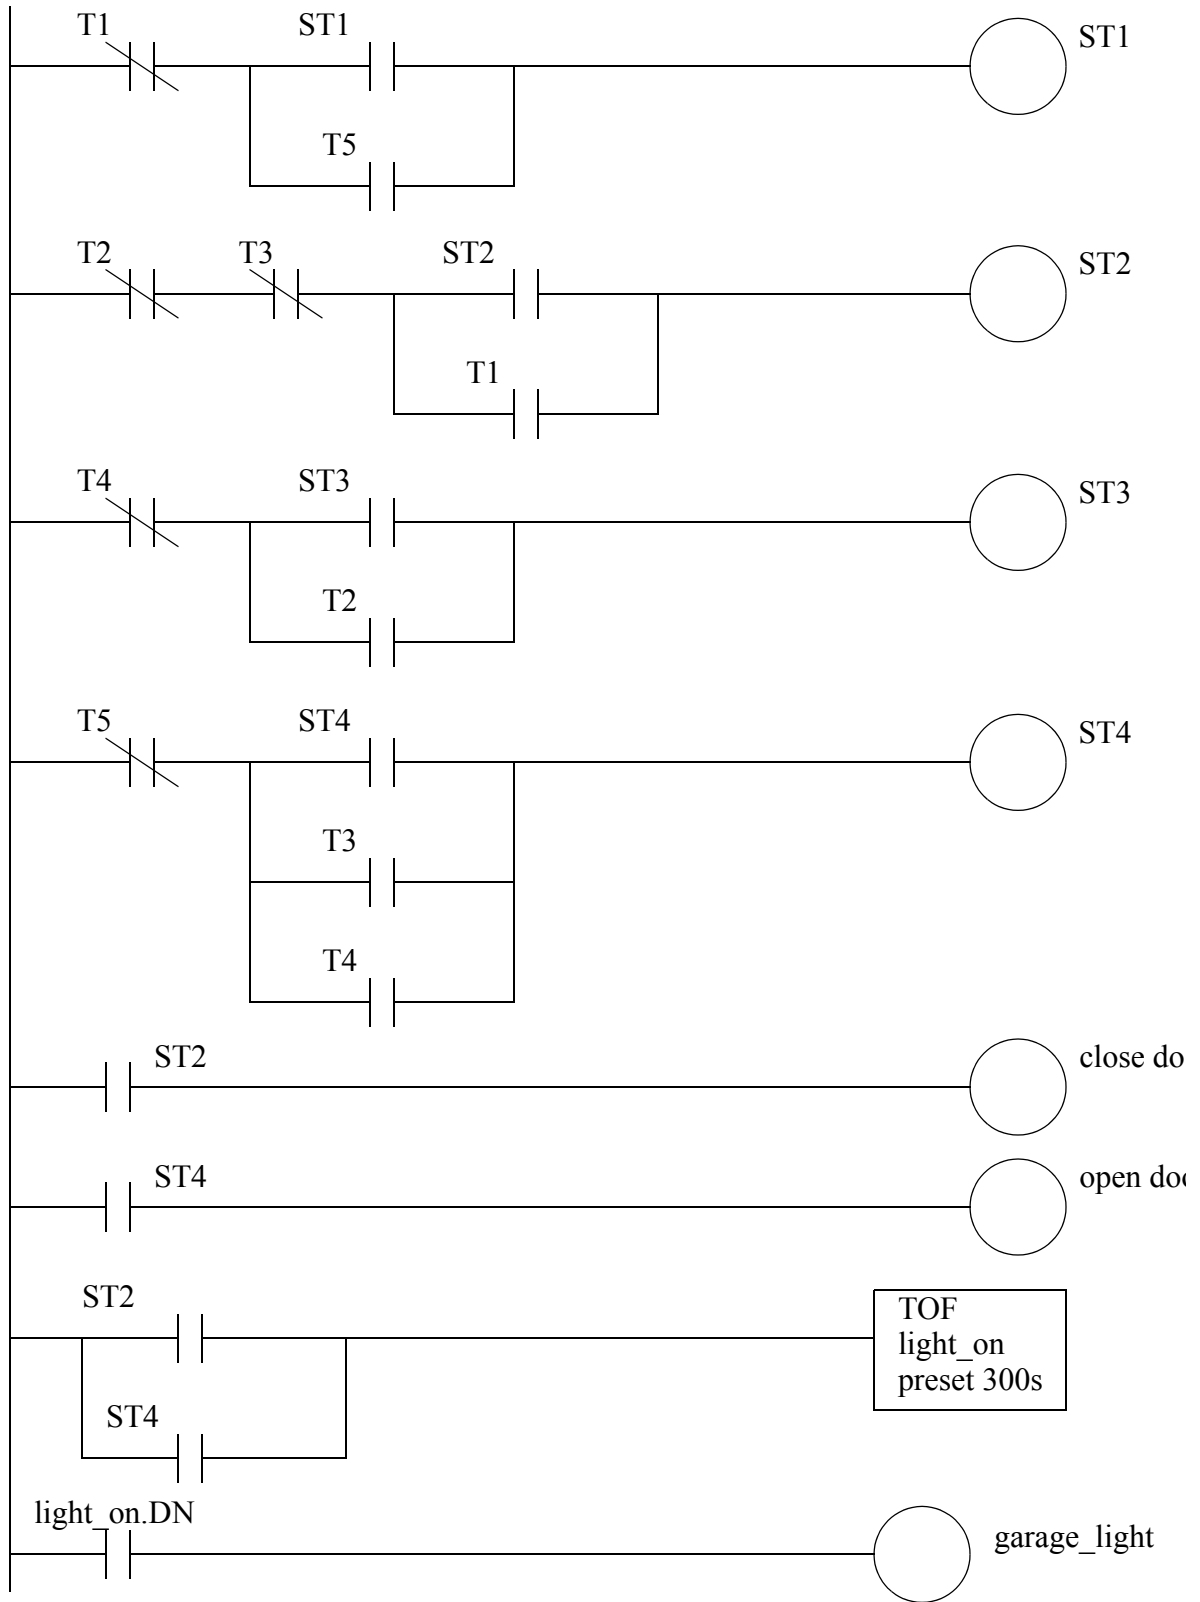 T1 ST1 ST1
T5
T2 T3 ST2 ST2
T1
T4 ST3 ST3
T2
T5 ST4 ST4
T3
T4
ST2 close do
ST4 open doo
ST2
TOF
light_on
preset 300s
ST4
light_on.DN
garage_light